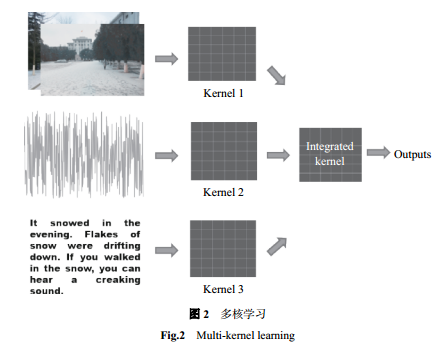 Kernel 1
Kernel 2
Integrated
kernel
Outputs
It snowed in the
evening. Flakes of
snow were drifting
down. If you walked
in the snow, you can
hear a creaking
sound.
Kernel 3
图 2 多核学习
Fig.2 Multi-kernel learning